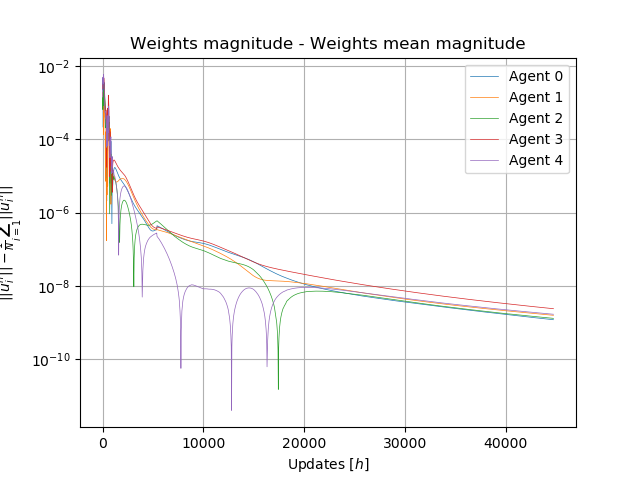 Weights magnitude - Weights mean magnitude
10⁻²
10⁻⁴
10⁻⁶
10⁻⁸
10⁻¹⁰
Agent 0
Agent 1
Agent 2
Agent 3
Agent 4
0
10000
20000
30000
40000
Updates [h]